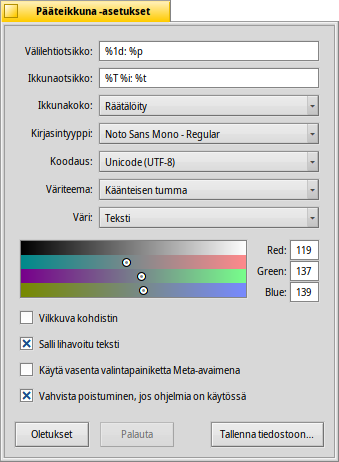 Pääteikkuna -asetukset
Välilehtiotsikko: %1d: %p
Ikkunaotsikko: %T %i: %t
Ikkunakoko: Räätälöity
Kirjasintyyppi: Noto Sans Mono - Regular
Koodaus: Unicode (UTF-8)
Väriteema: Käänteisen tumma
Väri: Teksti
Red: 119
Green: 137
Blue: 139
Vilkkuva kohdistin
Salli lihavoitu teksti
Käytä vasenta valintapainiketta Meta-avaimena
Vahvista poistuminen, jos ohjelmia on käytössä
Oletukset Palauta Tallenna tiedostoon...